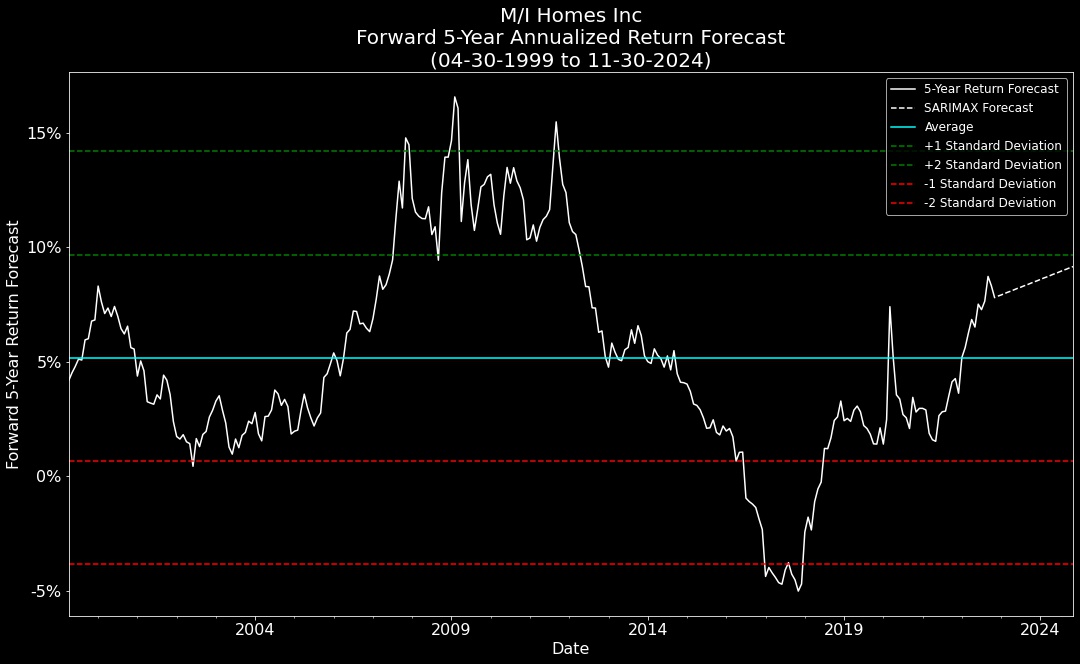 M/I Homes Inc
Forward 5-Year Annualized Return Forecast
(04-30-1999 to 11-30-2024)
5-Year Return Forecast
SARIMAX Forecast
Average
+1 Standard Deviation
+2 Standard Deviation
-1 Standard Deviation
-2 Standard Deviation
Forward 5-Year Return Forecast
15%
10%
5%
0%
-5%
2004
2009
2014
2019
2024
Date